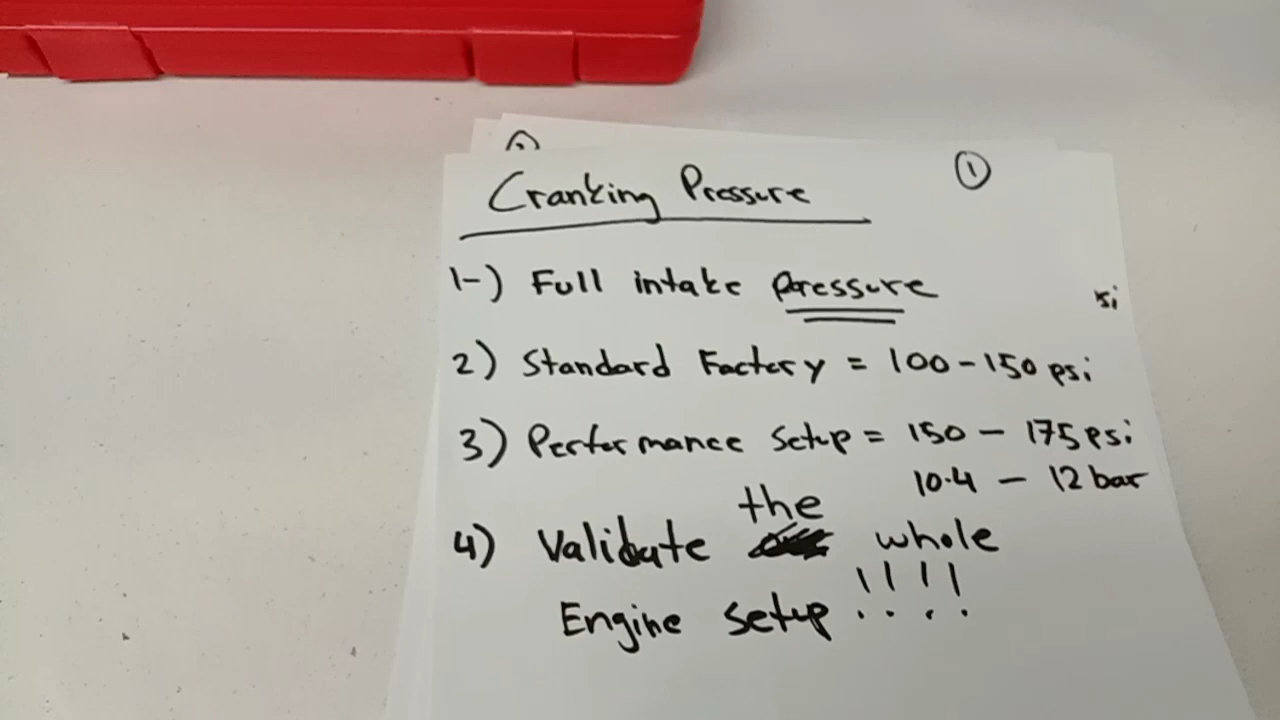 Cranking Pressure ①
1-) Full intake pressure
si
2) Standard Factory = 100-150 psi
3) Performance Setup = 150 - 175 psi
10.4 - 12 bar
4) Validate the whole
Engine setup !!!!